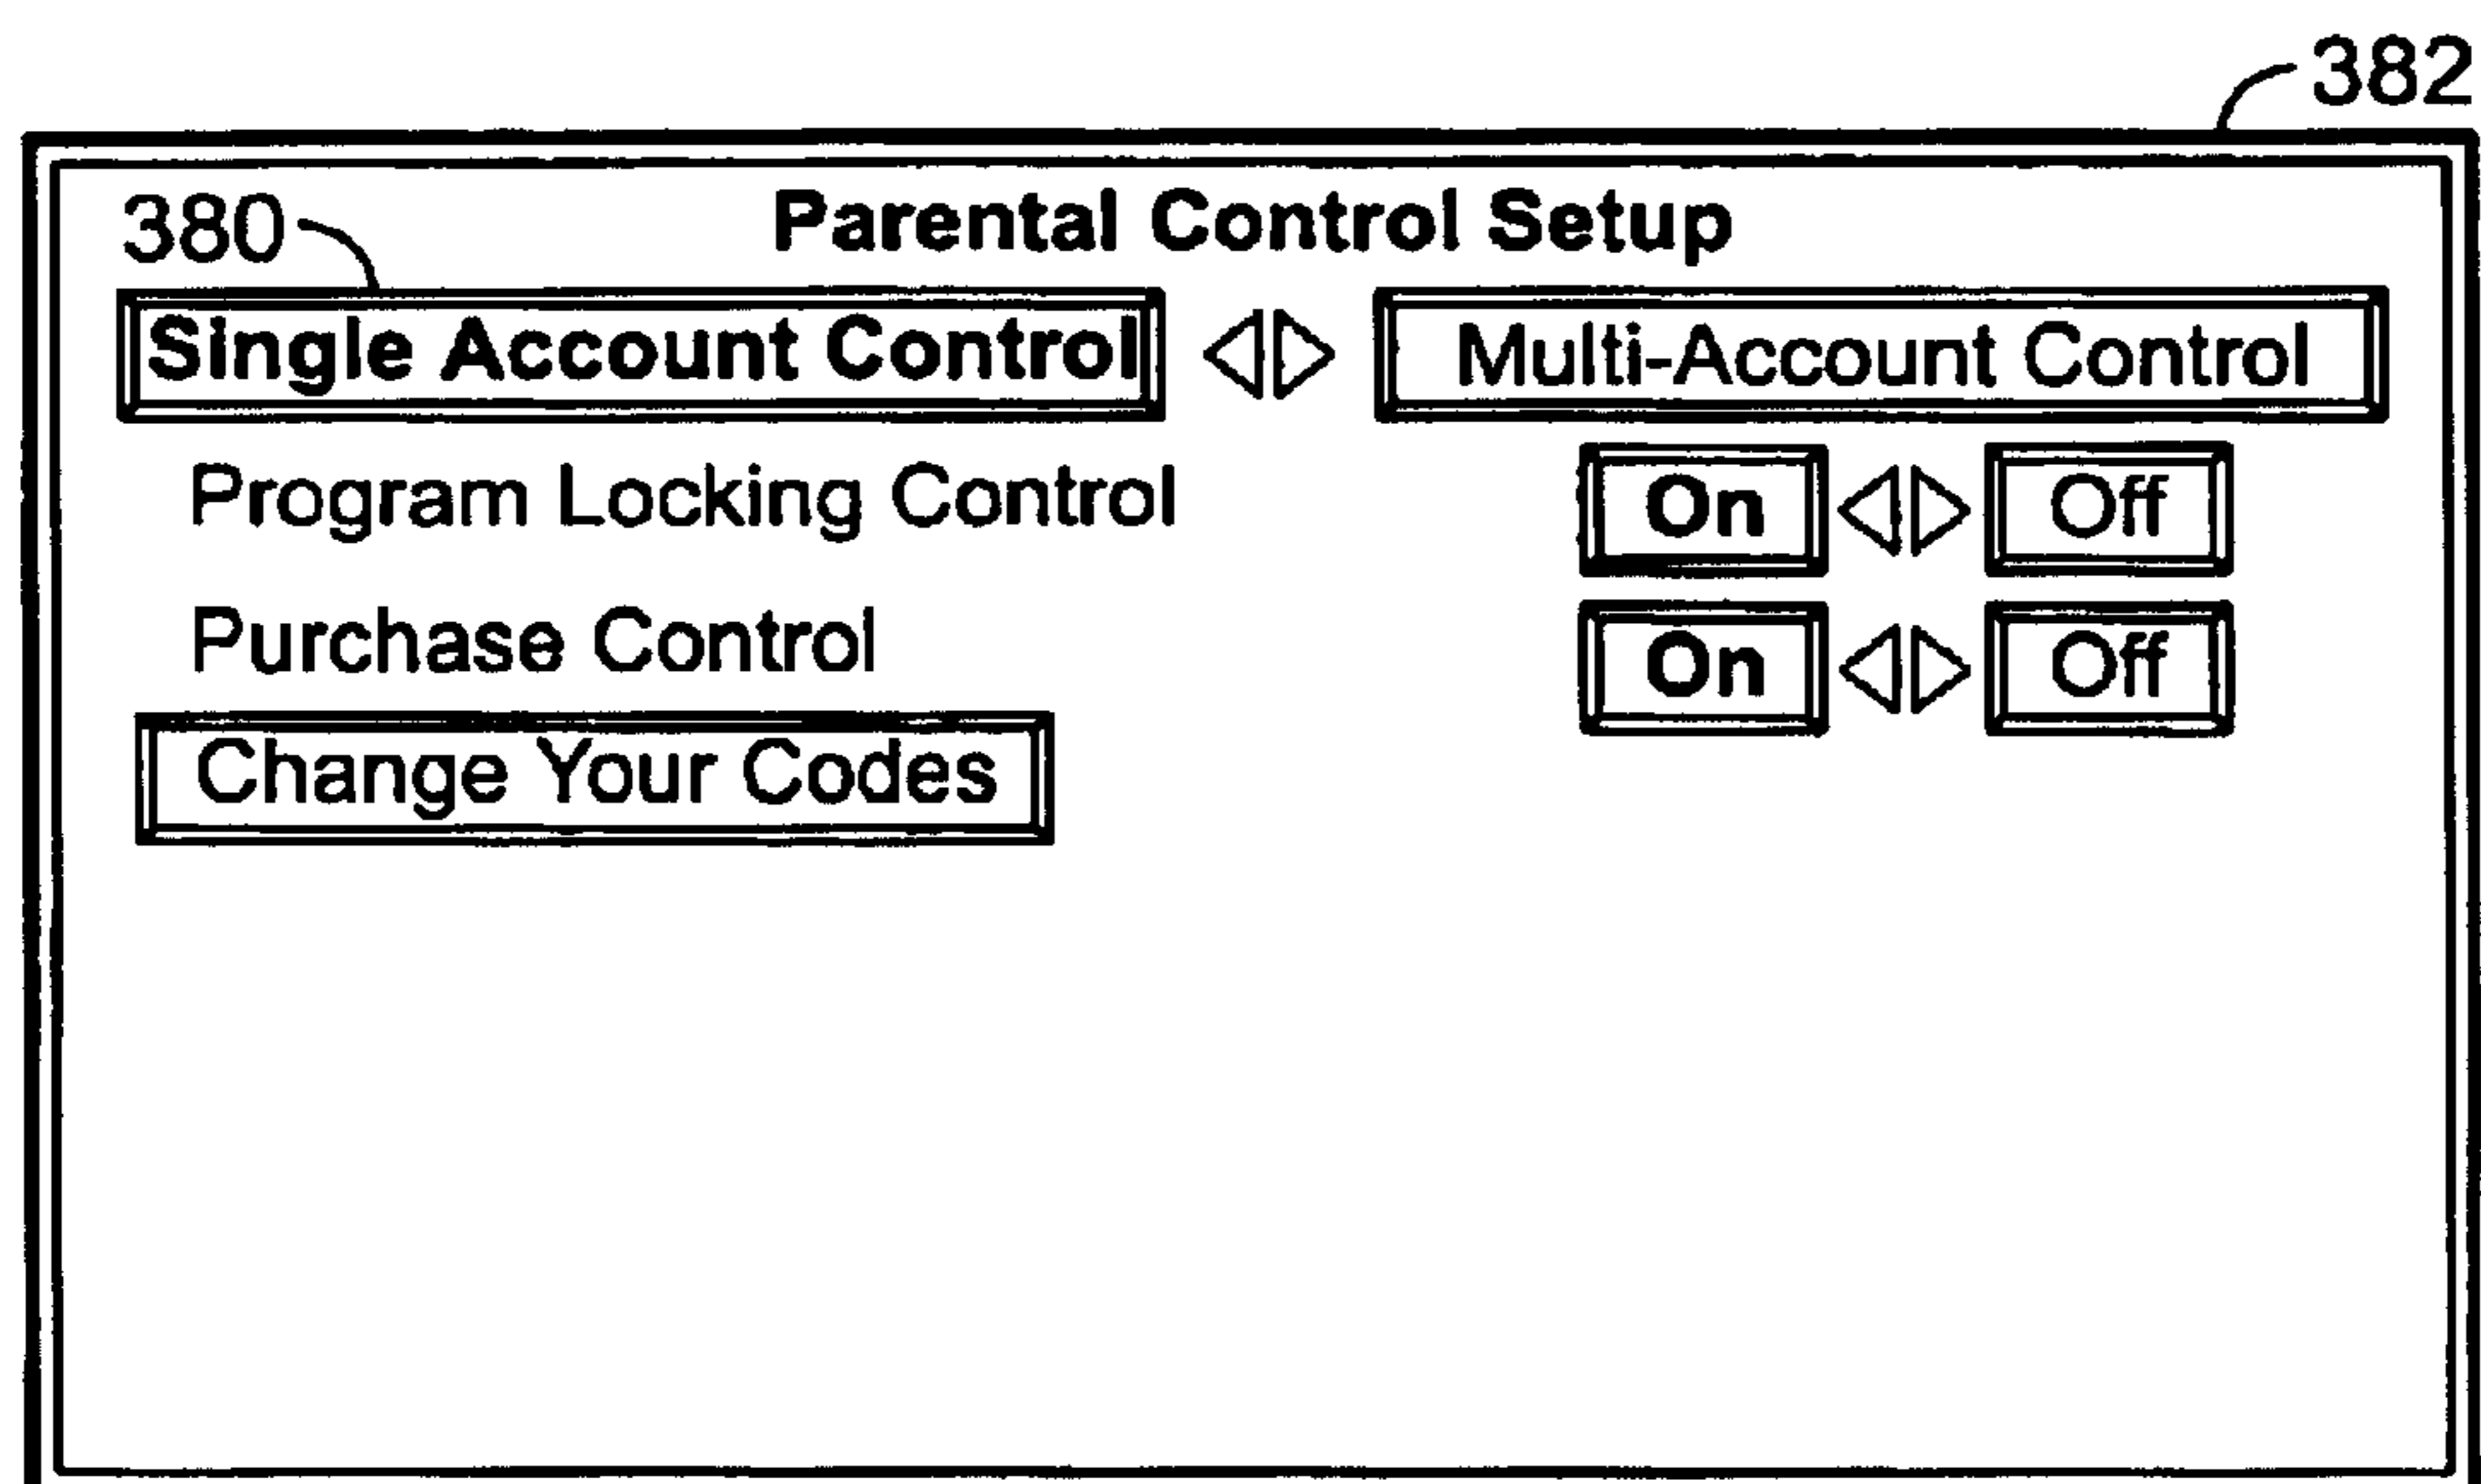 382
380
Parental Control Setup
Single Account Control Multi-Account Control
Program Locking Control On Off
Purchase Control On Off
Change Your Codes